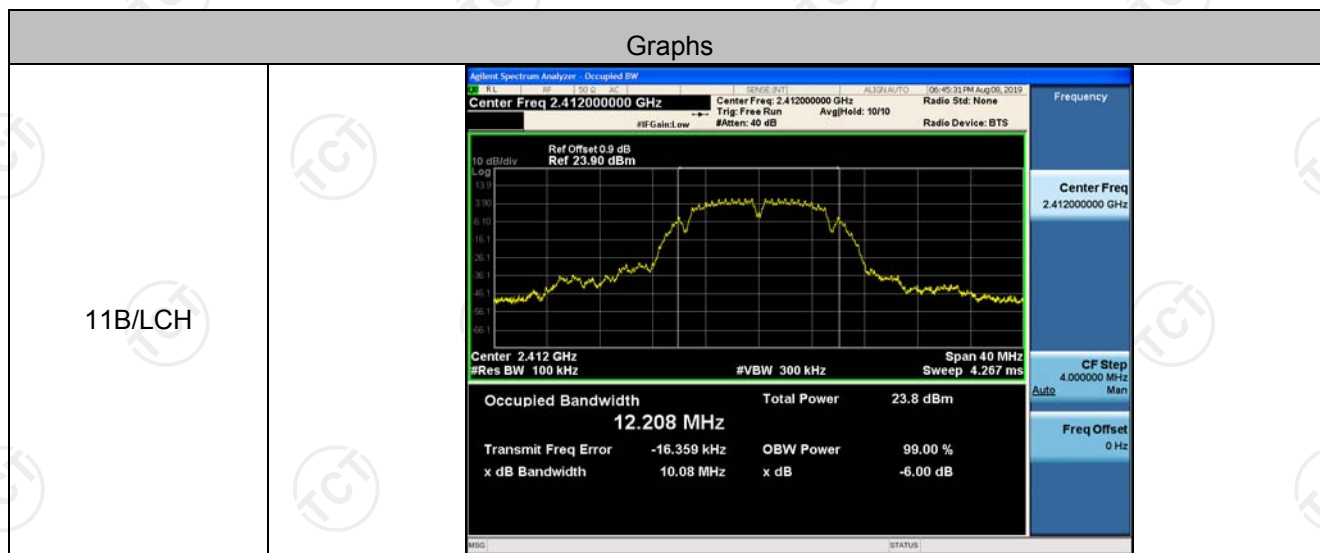 Graphs
11B/LCH
Agilent Spectrum Analyzer - Occupied BW
RL RF 50 Ω AC SENSE:INT ALIGN AUTO 06:45:31 PM Aug 08, 2019
Center Freq 2.412000000 GHz
Center Freq: 2.412000000 GHz
Radio Std: None
Trig: Free Run Avg|Hold: 10/10
#IFGain:Low #Atten: 40 dB Radio Device: BTS
Ref Offset 0.9 dB
10 dB/div Ref 23.90 dBm
Log
13.9
3.90
-6.10
-16.1
-26.1
-36.1
-46.1
-56.1
-66.1
Center 2.412 GHz Span 40 MHz
#Res BW 100 kHz #VBW 300 kHz Sweep 4.267 ms
Occupied Bandwidth Total Power 23.8 dBm
12.208 MHz
Transmit Freq Error -16.359 kHz OBW Power 99.00 %
x dB Bandwidth 10.08 MHz x dB -6.00 dB
MSG STATUS
Frequency
Center Freq
2.412000000 GHz
CF Step
4.000000 MHz
Auto Man
Freq Offset
0 Hz
TCT
TCT
TCT
TCT
TCT
TCT